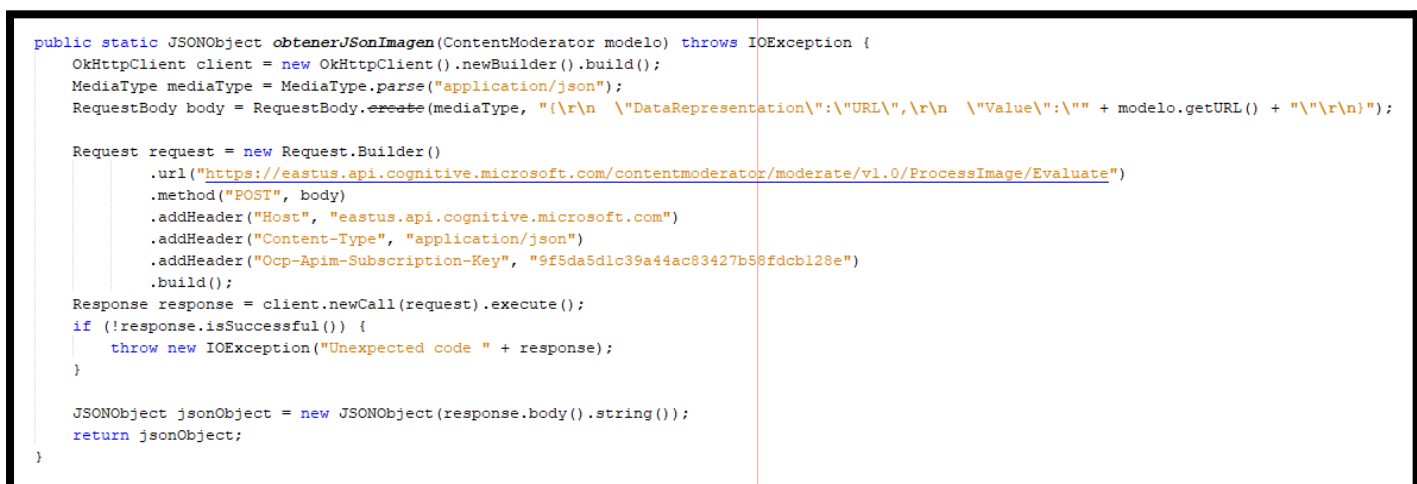 public static JSONObject obtenerJSonImagen(ContentModerator modelo) throws IOException {
OkHttpClient client = new OkHttpClient().newBuilder().build();
MediaType mediaType = MediaType.parse("application/json");
RequestBody body = RequestBody.create(mediaType, "{\r\n  \"DataRepresentation\":\"URL\",\r\n  \"Value\":\"" + modelo.getURL() + "\"\r\n}");
Request request = new Request.Builder()
.url("https://eastus.api.cognitive.microsoft.com/contentmoderator/moderate/v1.0/ProcessImage/Evaluate")
.method("POST", body)
.addHeader("Host", "eastus.api.cognitive.microsoft.com")
.addHeader("Content-Type", "application/json")
.addHeader("Ocp-Apim-Subscription-Key", "9f5da5d1c39a44ac83427b58fdcb128e")
.build();
Response response = client.newCall(request).execute();
if (!response.isSuccessful()) {
throw new IOException("Unexpected code " + response);
}
JSONObject jsonObject = new JSONObject(response.body().string());
return jsonObject;
}